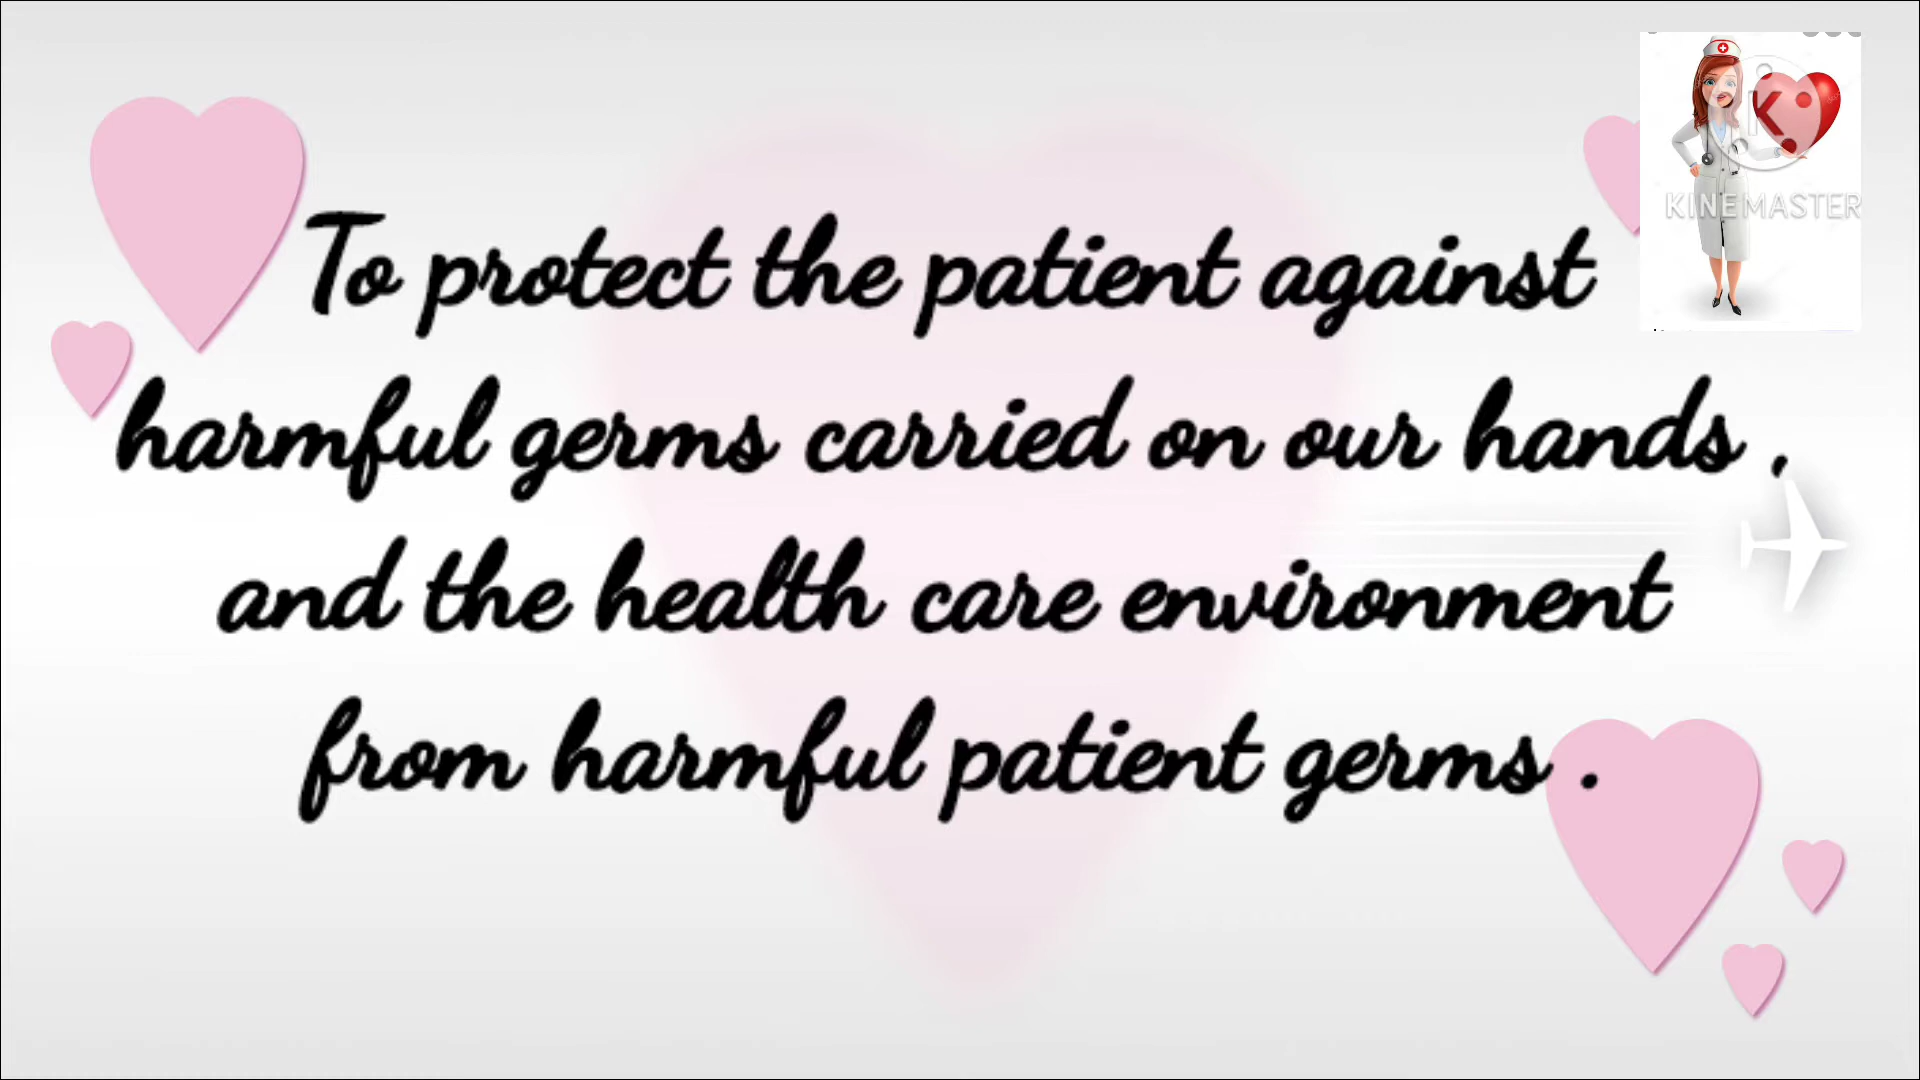 To protect the patient against
harmful germs carried on our hands ,
and the health care environment
from harmful patient germs .
K
KINEMASTER